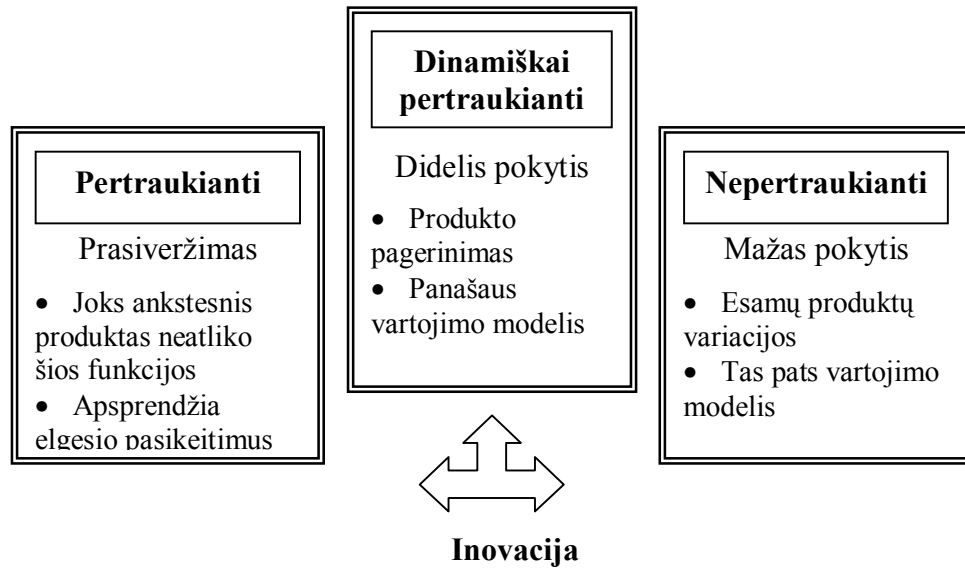 Pertraukianti
Prasiveržimas
• Joks ankstesnis
produktas neatliko
šios funkcijos
• Apsprendžia
elgesio pasikeitimus
Dinamiškai
pertraukianti
Didelis pokytis
• Produkto
pagerinimas
• Panašaus
vartojimo modelis
Nepertraukianti
Mažas pokytis
• Esamų produktų
variacijos
• Tas pats vartojimo
modelis
Inovacija